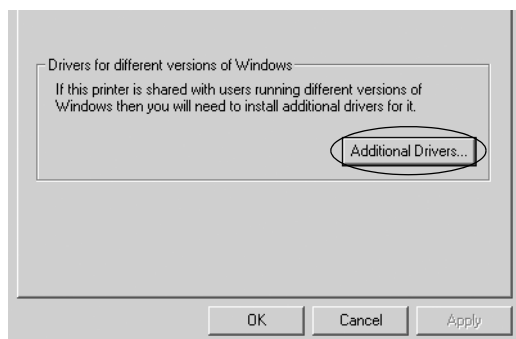 Drivers for different versions of Windows
If this printer is shared with users running different versions of
Windows then you will need to install additional drivers for it.
Additional Drivers...
OK Cancel Apply